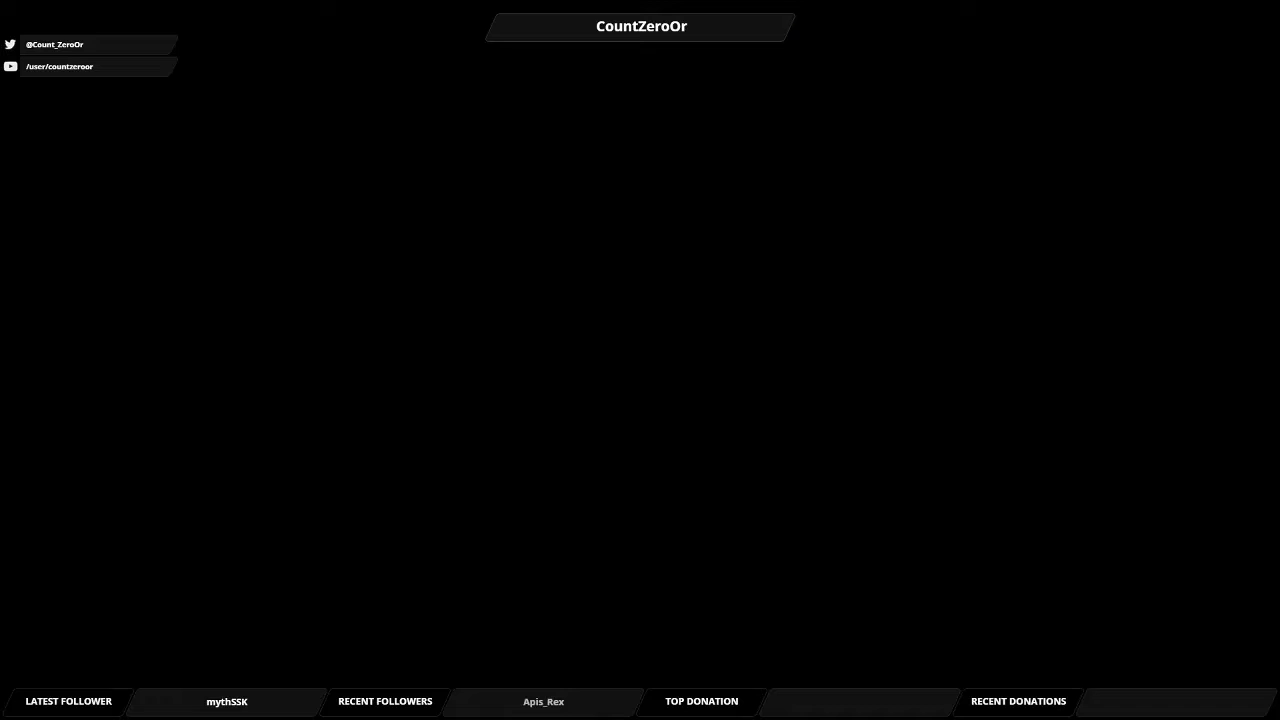 CountZeroOr
@Count_ZeroOr
/user/countzeroor
LATEST FOLLOWER mythSSK RECENT FOLLOWERS Apis_Rex TOP DONATION RECENT DONATIONS